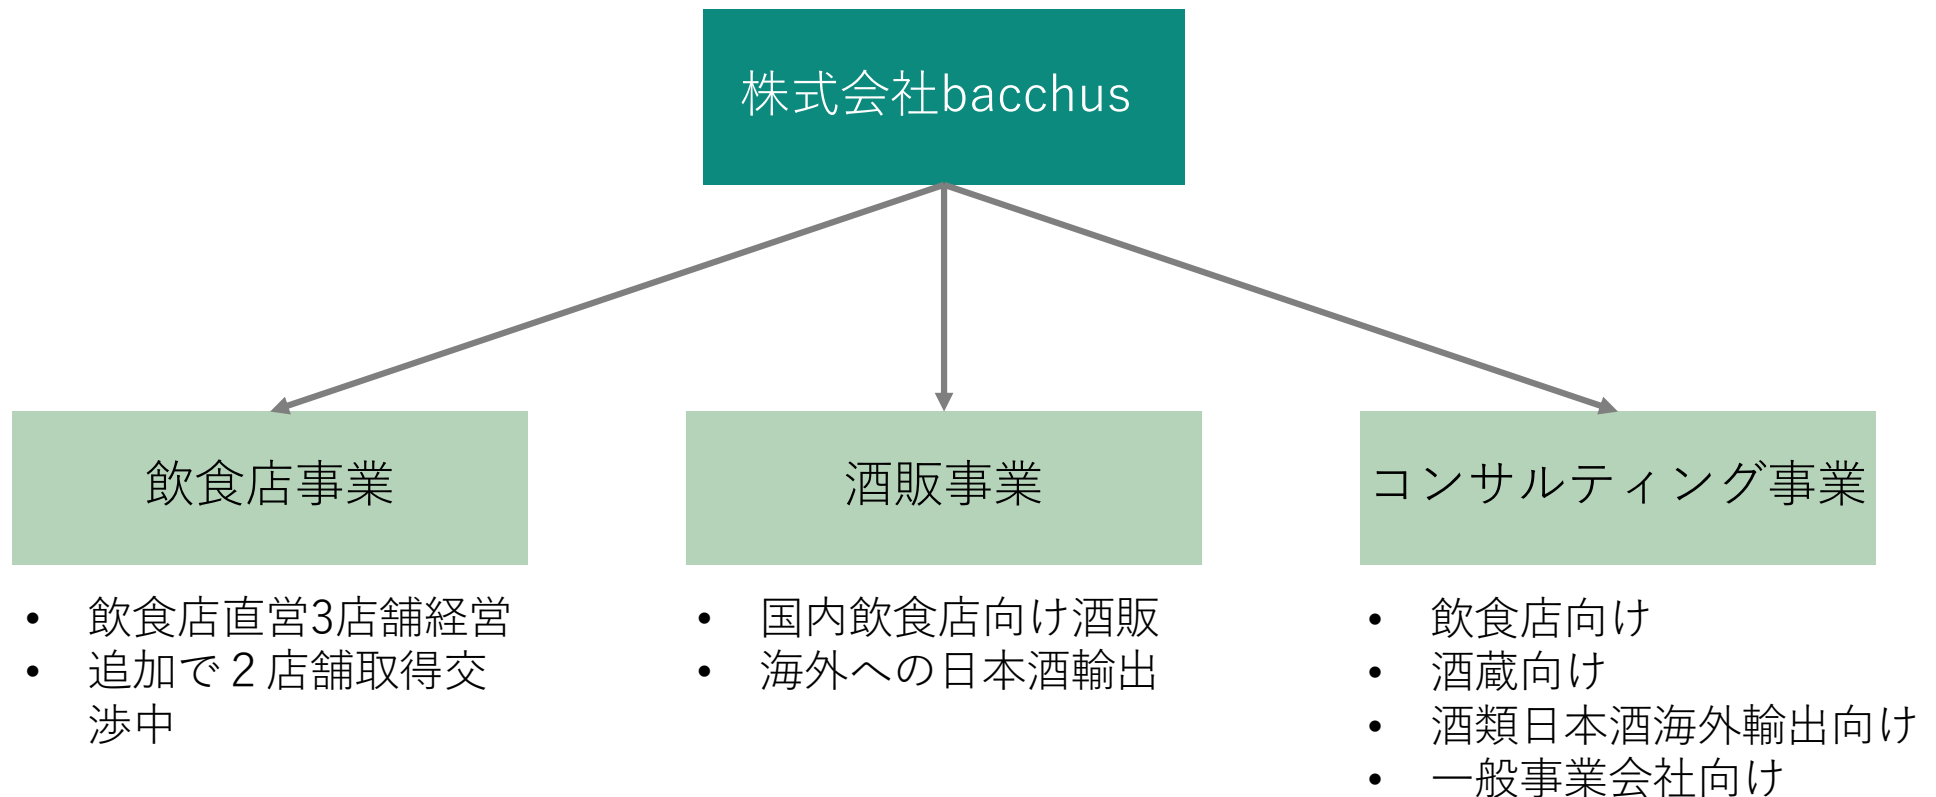 株式会社bacchus
飲食店事業
酒販事業
コンサルティング事業
• 飲食店直営3店舗経営
• 追加で２店舗取得交
渉中
• 国内飲食店向け酒販
• 海外への日本酒輸出
• 飲食店向け
• 酒蔵向け
• 酒類日本酒海外輸出向け
• 一般事業会社向け